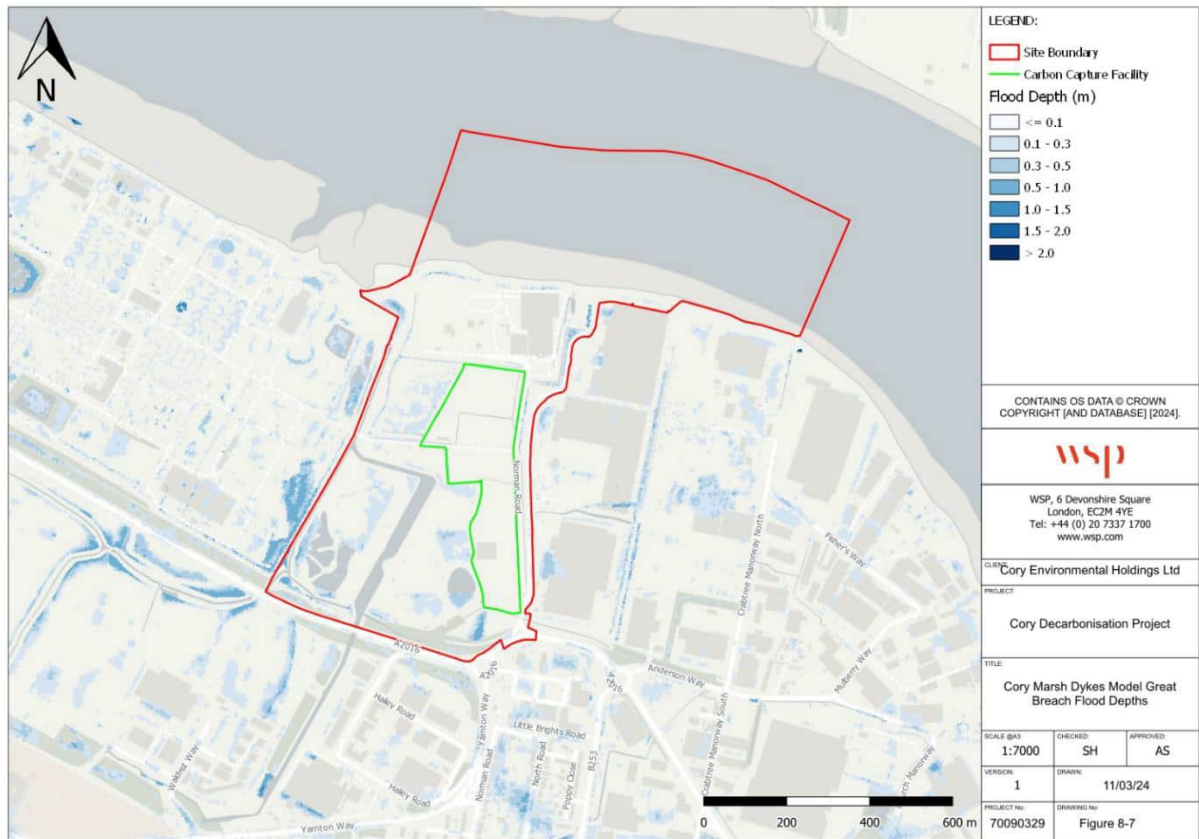 N
Norman Road
A2016
A2016
A2016
Hailey Road
Hailey Road
Waldrist Way
Yarnton Way
Yarnton Way
Norman Road
Little Brights Road
North Road
Poppy Close
B253
Anderson Way
Crabtree Manorway North
Crabtree Manorway South
Fisher's Way
Mulberry Way
0 200 400 600 m
LEGEND:
Site Boundary
Carbon Capture Facility
Flood Depth (m)
<= 0.1
0.1 - 0.3
0.3 - 0.5
0.5 - 1.0
1.0 - 1.5
1.5 - 2.0
> 2.0
CONTAINS OS DATA © CROWN
COPYRIGHT [AND DATABASE] [2024].
wsp
WSP, 6 Devonshire Square
London, EC2M 4YE
Tel: +44 (0) 20 7337 1700
www.wsp.com
CLIENT:
Cory Environmental Holdings Ltd
PROJECT:
Cory Decarbonisation Project
TITLE:
Cory Marsh Dykes Model Great
Breach Flood Depths
SCALE @A3: CHECKED: APPROVED:
1:7000 SH AS
VERSION: DRAWN:
1 11/03/24
PROJECT No: DRAWING No:
70090329 Figure 8-7